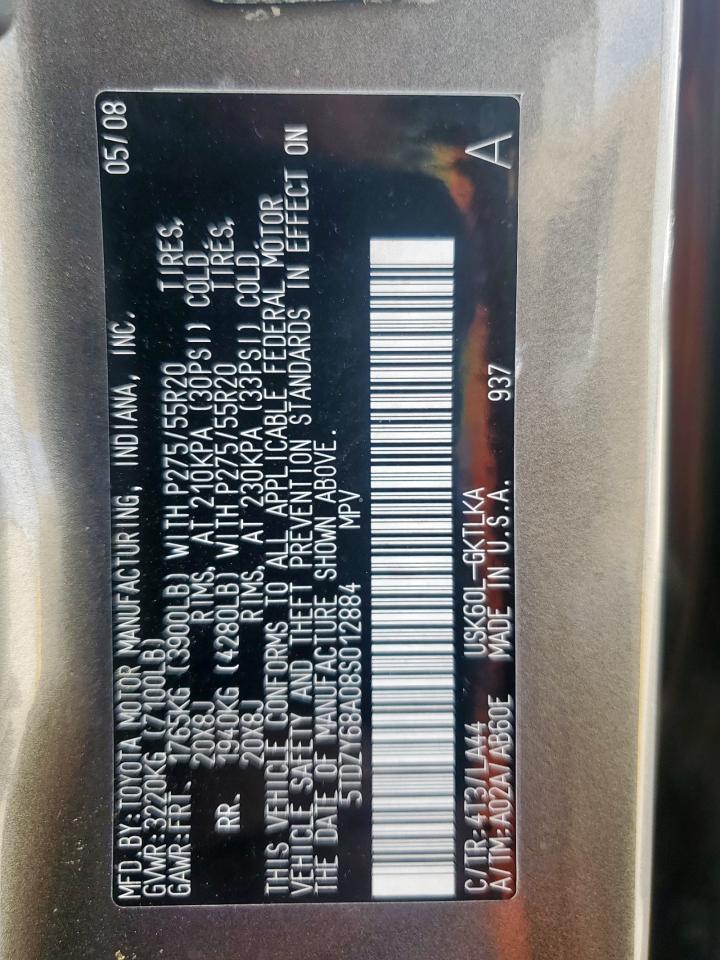 MFD BY:TOYOTA MOTOR MANUFACTURING, INDIANA, INC. 05/08
GVWR:3220KG (7100LB)
GAWR:FRT. 1765KG (3900LB) WITH P275/55R20 TIRES,
20X8J RIMS, AT 210KPA (30PSI) COLD
RR. 1940KG (4280LB) WITH P275/55R20 TIRES,
20X8J RIMS, AT 230KPA (33PSI) COLD
THIS VEHICLE CONFORMS TO ALL APPLICABLE FEDERAL MOTOR
VEHICLE SAFETY AND THEFT PREVENTION STANDARDS IN EFFECT ON
THE DATE OF MANUFACTURE SHOWN ABOVE.
5TDZY68A08S012884 MPV
C/TR:4T3/LA44 USK60L-GKTLKA A
A/TM:A02A7AB60E MADE IN U.S.A. 937